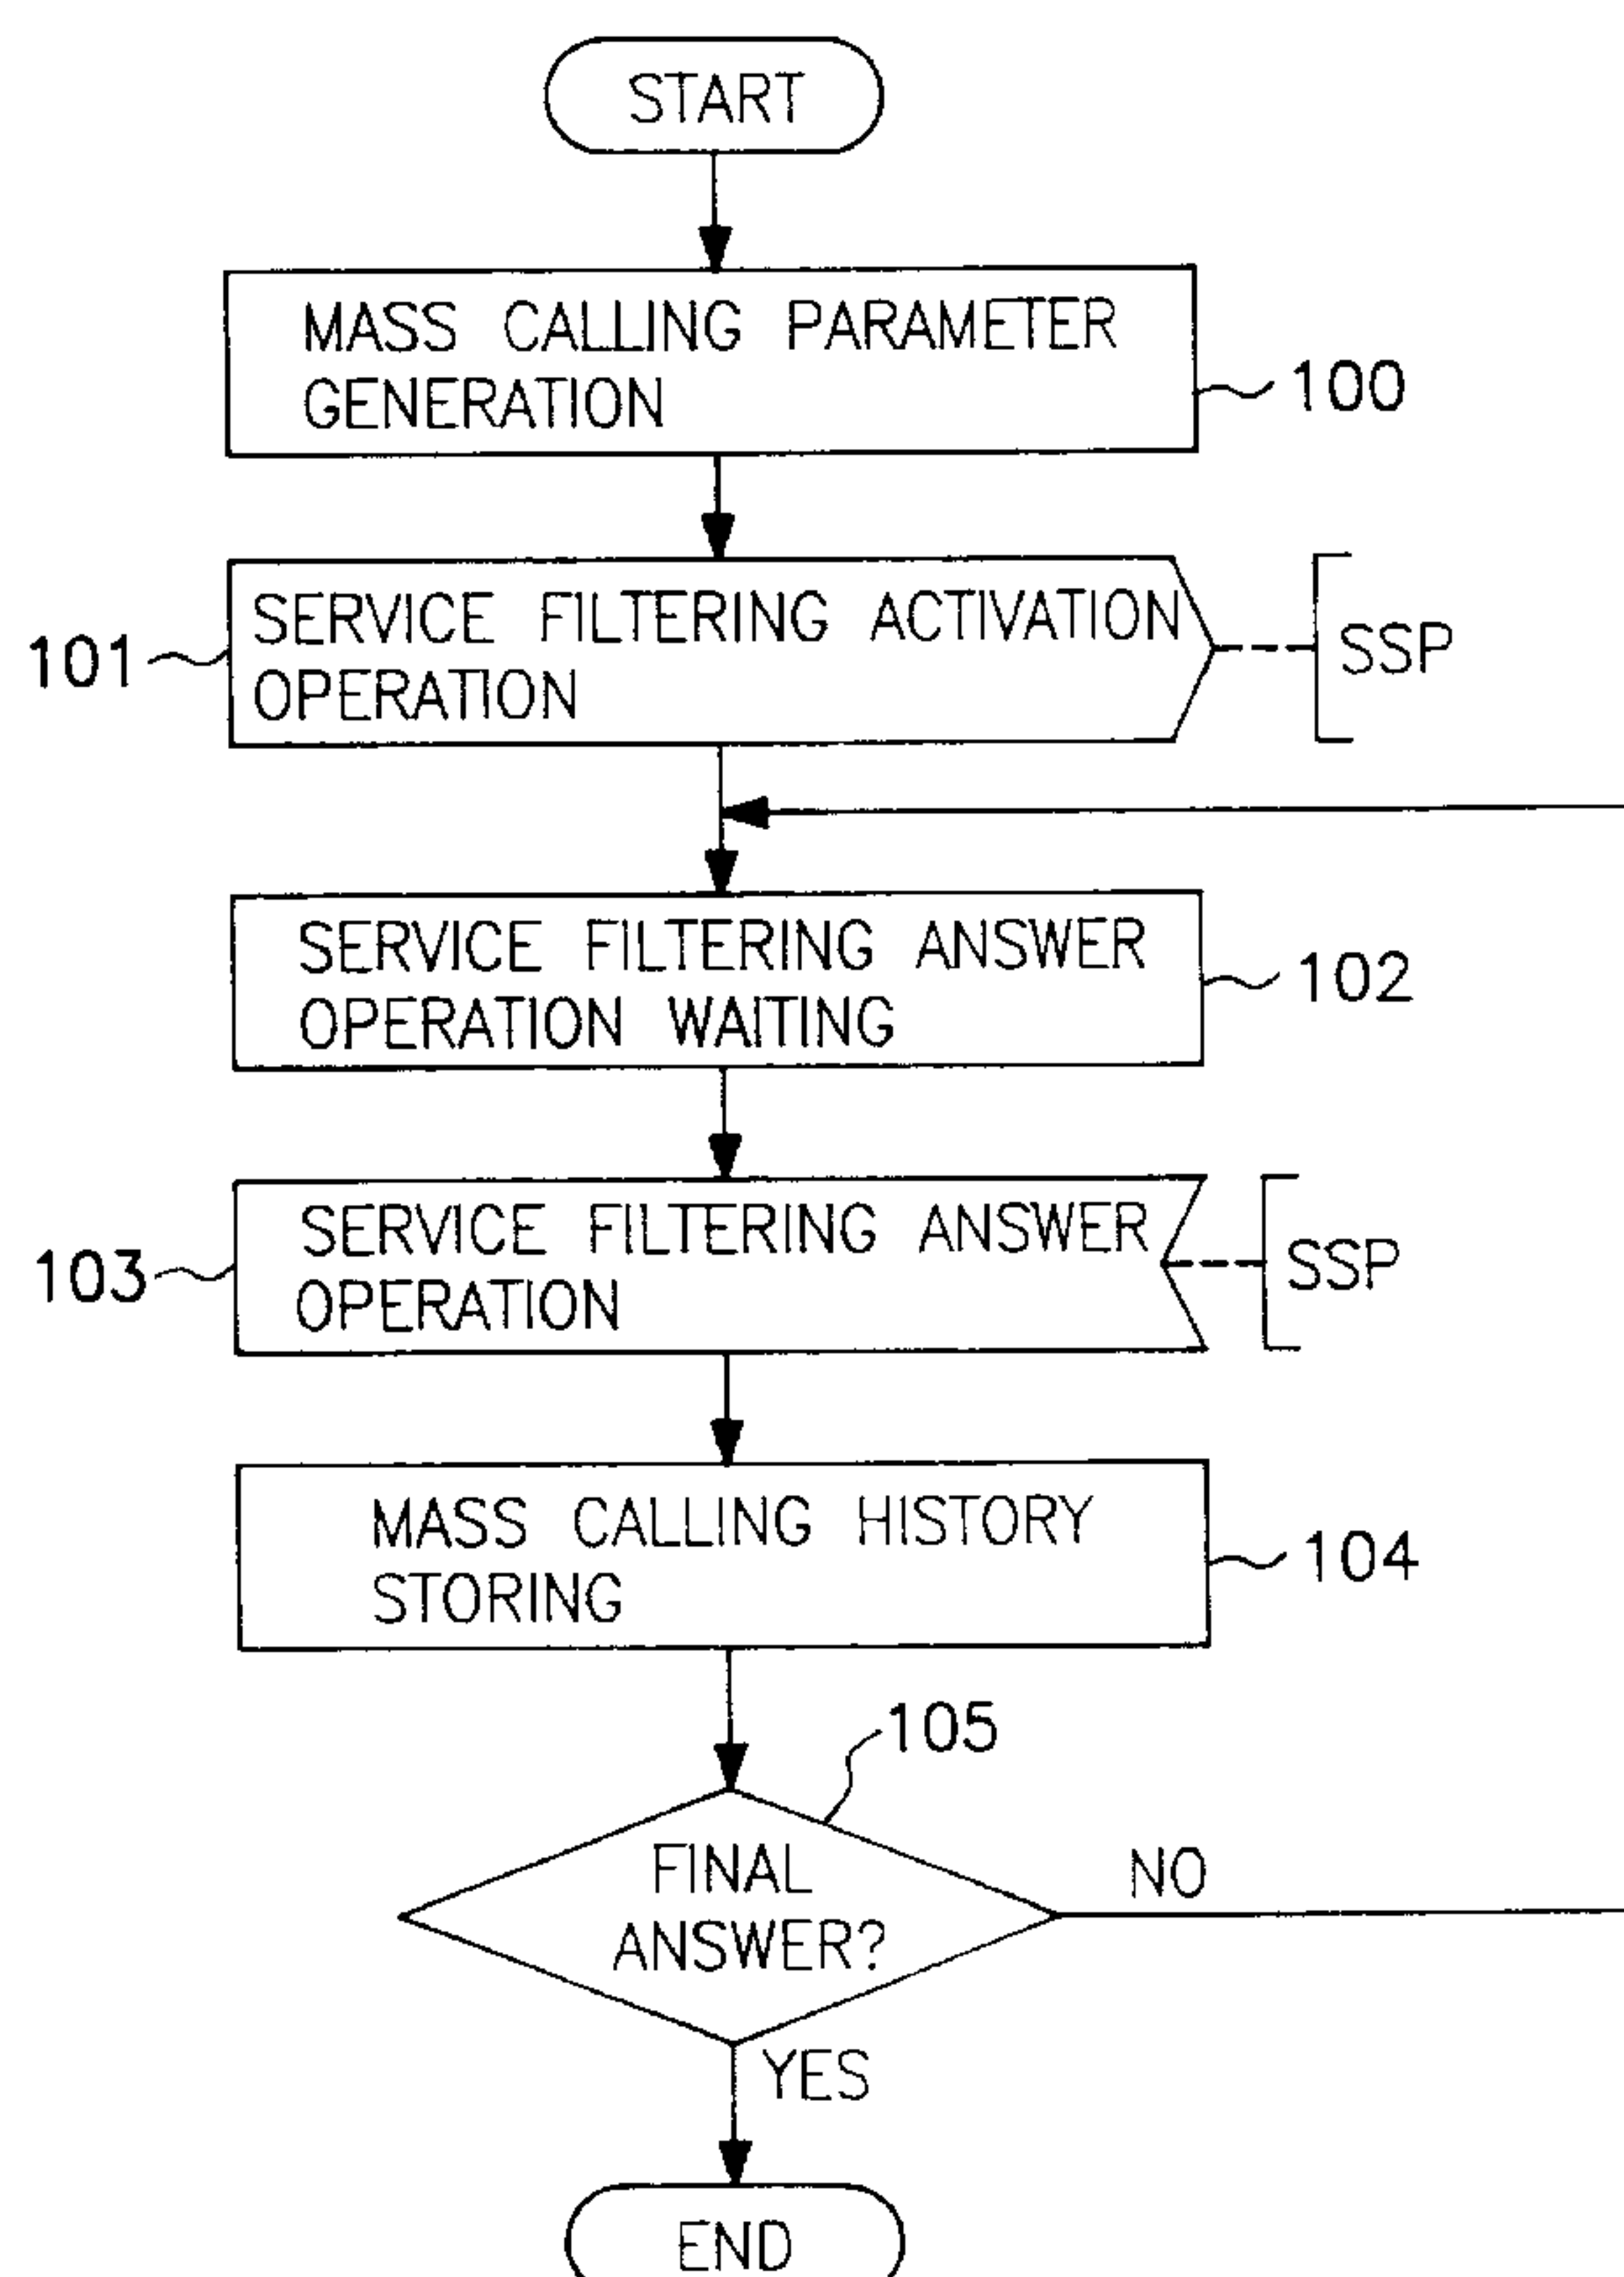 START
MASS CALLING PARAMETER
GENERATION
100
SERVICE FILTERING ACTIVATION
OPERATION
101
SSP
SERVICE FILTERING ANSWER
OPERATION WAITING
102
SERVICE FILTERING ANSWER
OPERATION
103
SSP
MASS CALLING HISTORY
STORING
104
105
FINAL
ANSWER?
NO
YES
END